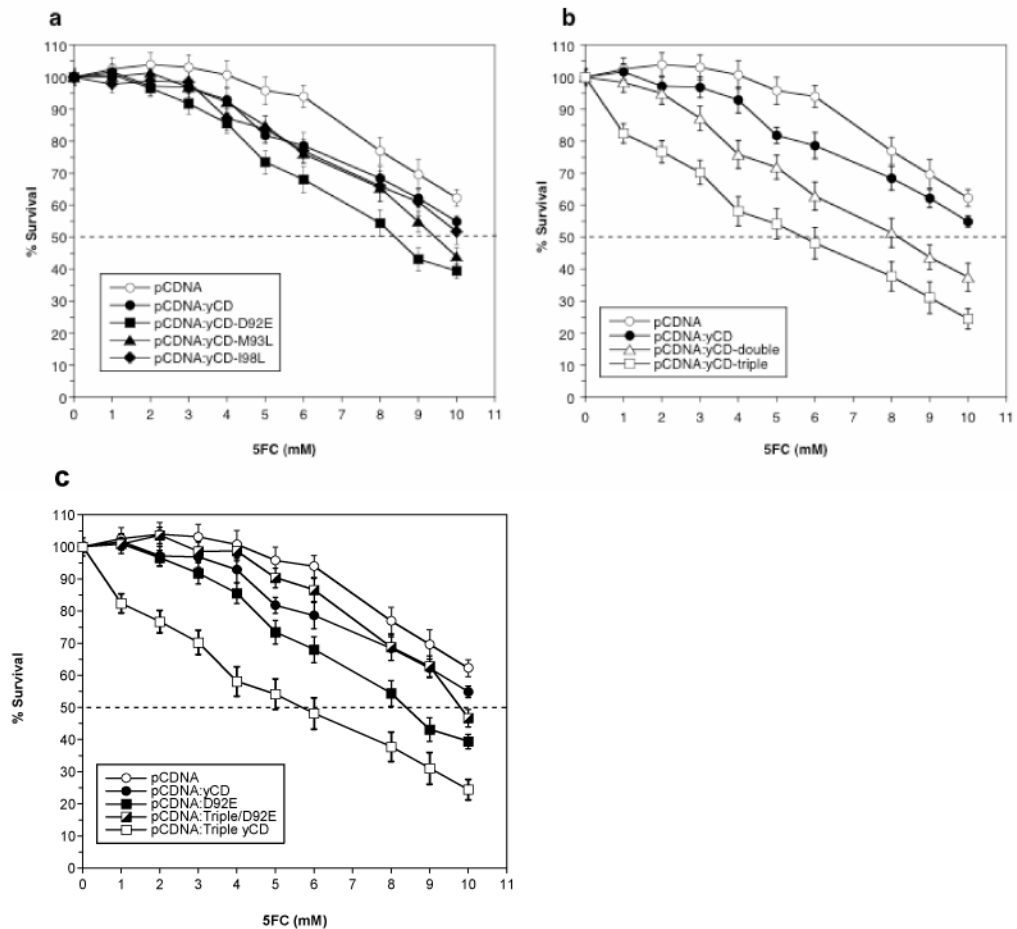 a
110
100
90
80
70
60
50
40
30
20
10
0
% Survival
pCDNA
pCDNA:yCD
pCDNA:yCD-D92E
pCDNA:yCD-M93L
pCDNA:yCD-I98L
0 1 2 3 4 5 6 7 8 9 10 11
5FC (mM)
b
110
100
90
80
70
60
50
40
30
20
10
0
% Survival
pCDNA
pCDNA:yCD
pCDNA:yCD-double
pCDNA:yCD-triple
0 1 2 3 4 5 6 7 8 9 10 11
5FC (mM)
c
110
100
90
80
70
60
50
40
30
20
10
0
% Survival
pCDNA
pCDNA:yCD
pCDNA:D92E
pCDNA:Triple/D92E
pCDNA:Triple yCD
0 1 2 3 4 5 6 7 8 9 10 11
5FC (mM)